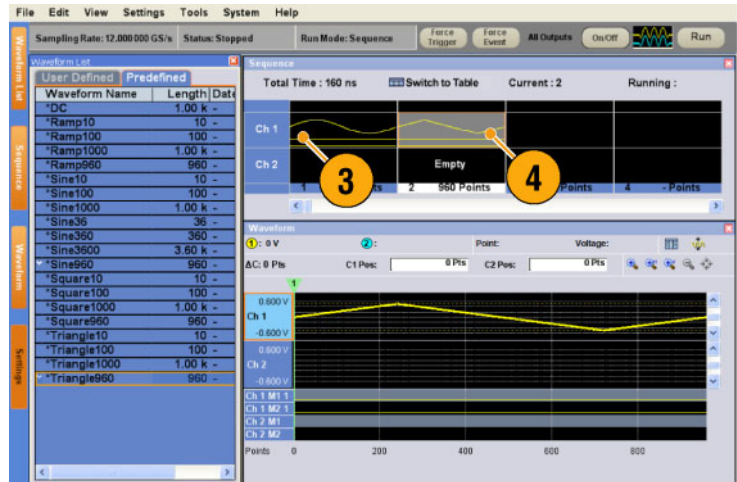 File Edit View Settings Tools System Help
Sampling Rate: 12.000 000 GS/s Status: Stopped Run Mode: Sequence Force Trigger Force Event All Outputs On/Off Run
Waveform List
Sequence
Waveform
Settings
Waveform List
User Defined Predefined
Waveform Name Length Date
*DC 1.00 k -
*Ramp10 10 -
*Ramp100 100 -
*Ramp1000 1.00 k -
*Ramp960 960 -
*Sine10 10 -
*Sine100 100 -
*Sine1000 1.00 k -
*Sine36 36 -
*Sine360 360 -
*Sine3600 3.60 k -
*Sine960 960 -
*Square10 10 -
*Square100 100 -
*Square1000 1.00 k -
*Square960 960 -
*Triangle10 10 -
*Triangle100 100 -
*Triangle1000 1.00 k -
*Triangle960 960 -
Sequence
Total Time : 160 ns Switch to Table Current : 2 Running :
Ch 1
3 4
Ch 2 Empty
1 2 960 Points Points 4 - Points
Waveform
1 : 0 V 2 : Point: Voltage:
ΔC: 0 Pts C1 Pos: 0 Pts C2 Pos: 0 Pts
1
0.600 V
Ch 1
-0.600 V
0.600 V
Ch 2
-0.600 V
Ch 1 M1 1
Ch 1 M2 1
Ch 2 M1
Ch 2 M2
Points 0 200 400 600 800